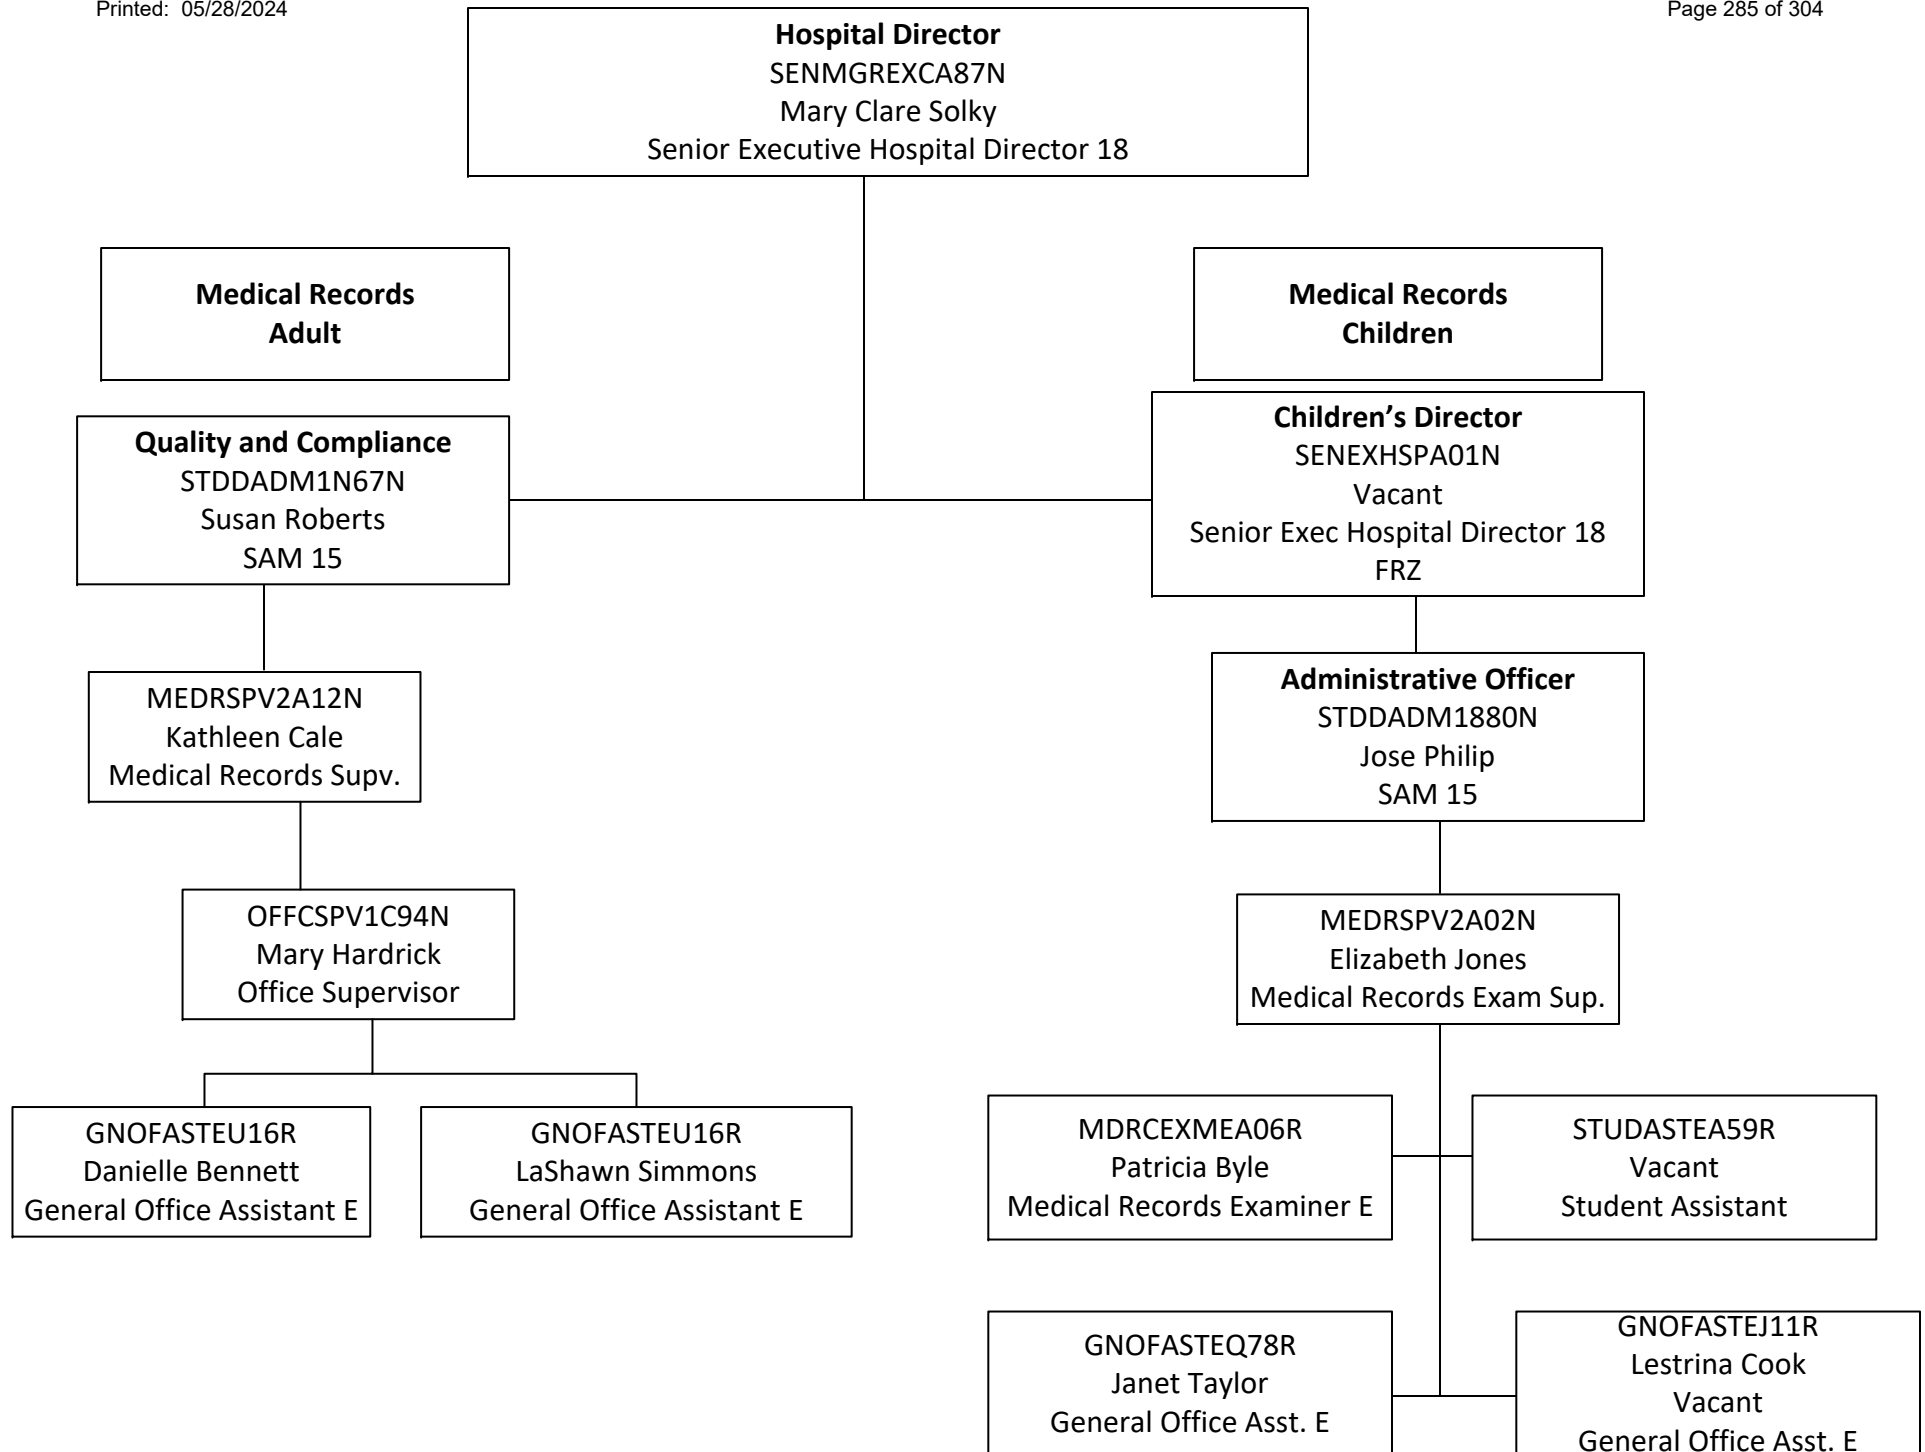 Printed: 05/28/2024
Page 285 of 304
Hospital Director
SENMGREXCA87N
Mary Clare Solky
Senior Executive Hospital Director 18
Medical Records
Adult
Medical Records
Children
Quality and Compliance
STDDADM1N67N
Susan Roberts
SAM 15
Children’s Director
SENEXHSPA01N
Vacant
Senior Exec Hospital Director 18
FRZ
MEDRSPV2A12N
Kathleen Cale
Medical Records Supv.
Administrative Officer
STDDADM1880N
Jose Philip
SAM 15
OFFCSPV1C94N
Mary Hardrick
Office Supervisor
MEDRSPV2A02N
Elizabeth Jones
Medical Records Exam Sup.
GNOFASTEU16R
Danielle Bennett
General Office Assistant E
GNOFASTEU16R
LaShawn Simmons
General Office Assistant E
MDRCEXMEA06R
Patricia Byle
Medical Records Examiner E
STUDASTEA59R
Vacant
Student Assistant
GNOFASTEQ78R
Janet Taylor
General Office Asst. E
GNOFASTEJ11R
Lestrina Cook
Vacant
General Office Asst. E